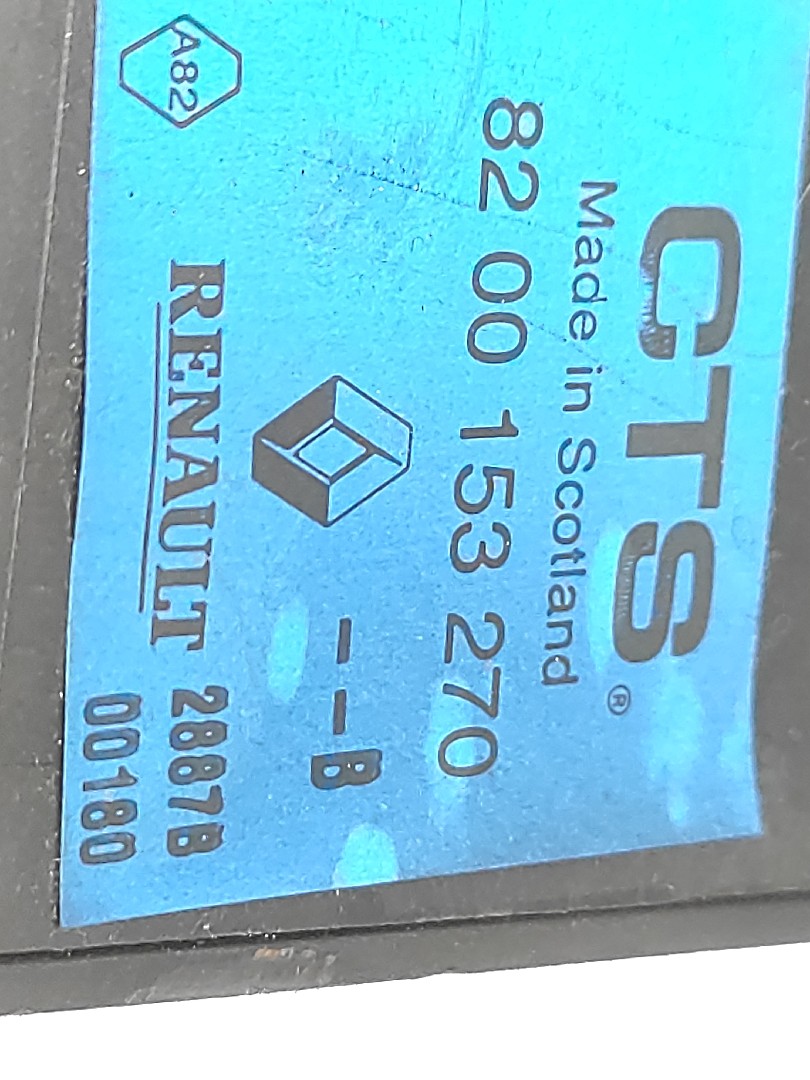 CTS®
Made in Scotland
82 00 153 270
--B
A82
RENAULT
2887B
00180